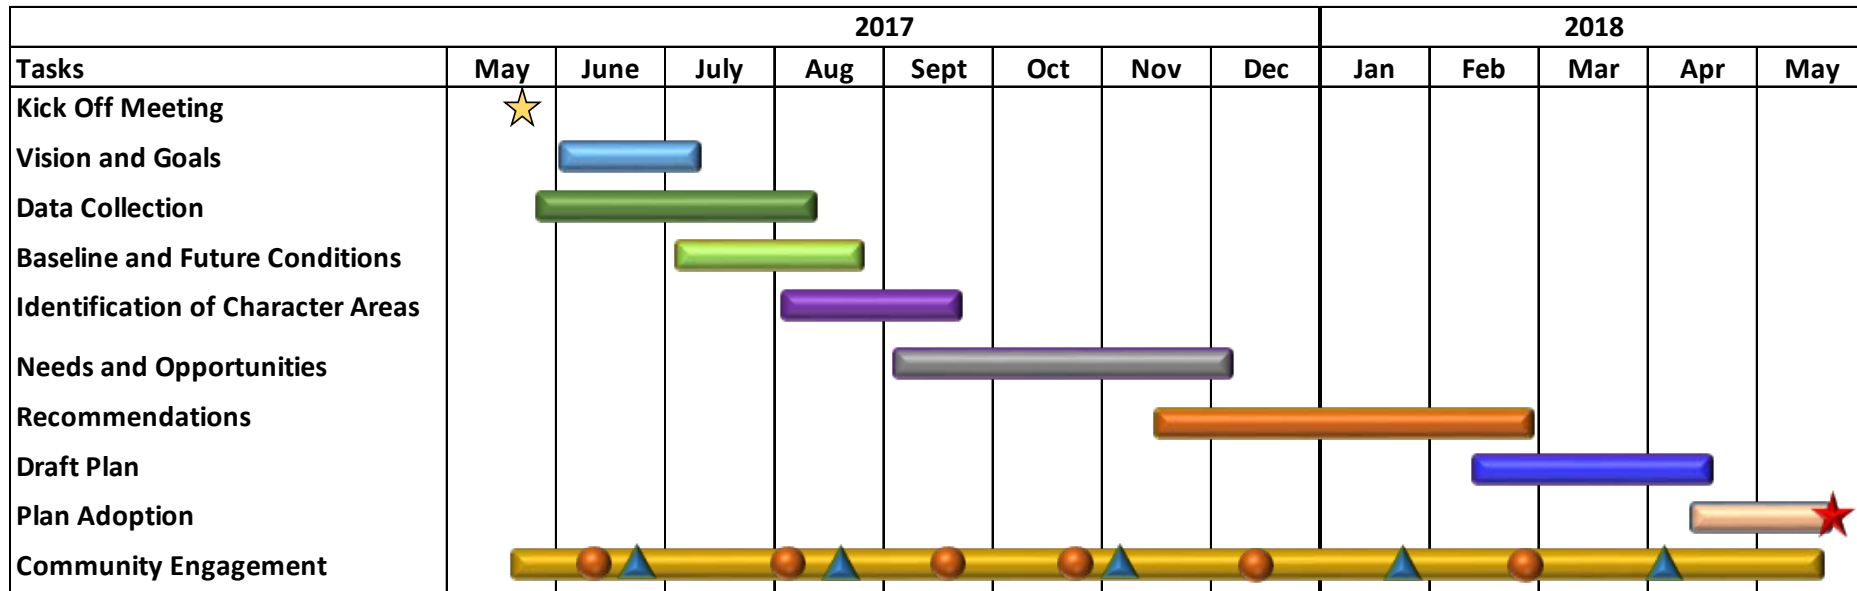 2017 2018
Tasks May June July Aug Sept Oct Nov Dec Jan Feb Mar Apr May
Kick Off Meeting
Vision and Goals
Data Collection
Baseline and Future Conditions
Identification of Character Areas
Needs and Opportunities
Recommendations
Draft Plan
Plan Adoption
Community Engagement